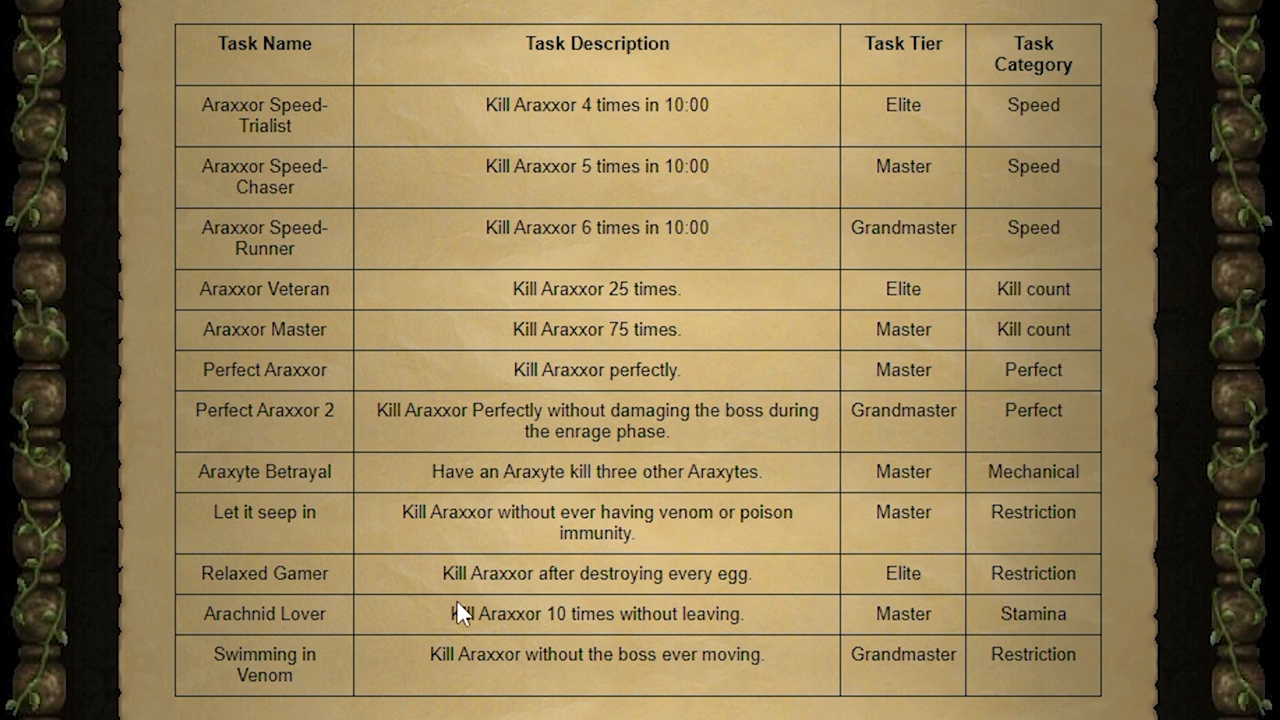 Task Name Task Description Task Tier Task
Category
Araxxor Speed- Kill Araxxor 4 times in 10:00 Elite Speed
Trialist
Araxxor Speed- Kill Araxxor 5 times in 10:00 Master Speed
Chaser
Araxxor Speed- Kill Araxxor 6 times in 10:00 Grandmaster Speed
Runner
Araxxor Veteran Kill Araxxor 25 times. Elite Kill count
Araxxor Master Kill Araxxor 75 times. Master Kill count
Perfect Araxxor Kill Araxxor perfectly. Master Perfect
Perfect Araxxor 2 Kill Araxxor Perfectly without damaging the boss during Grandmaster Perfect
the enrage phase.
Araxyte Betrayal Have an Araxyte kill three other Araxytes. Master Mechanical
Let it seep in Kill Araxxor without ever having venom or poison Master Restriction
immunity.
Relaxed Gamer Kill Araxxor after destroying every egg. Elite Restriction
Arachnid Lover Kill Araxxor 10 times without leaving. Master Stamina
Swimming in Kill Araxxor without the boss ever moving. Grandmaster Restriction
Venom